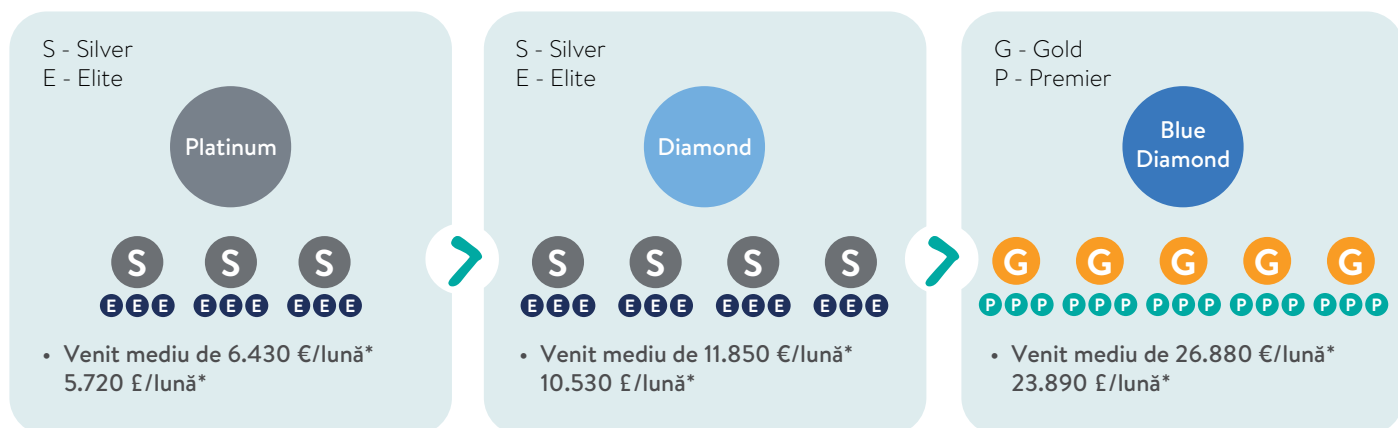 S - Silver
E - Elite
Platinum
S S S
E E E E E E E E E
• Venit mediu de 6.430 €/lună*
5.720 £/lună*
S - Silver
E - Elite
Diamond
S S S S
E E E E E E E E E E E E
• Venit mediu de 11.850 €/lună*
10.530 £/lună*
G - Gold
P - Premier
Blue
Diamond
G G G G G
P P P P P P P P P P P P P P P
• Venit mediu de 26.880 €/lună*
23.890 £/lună*